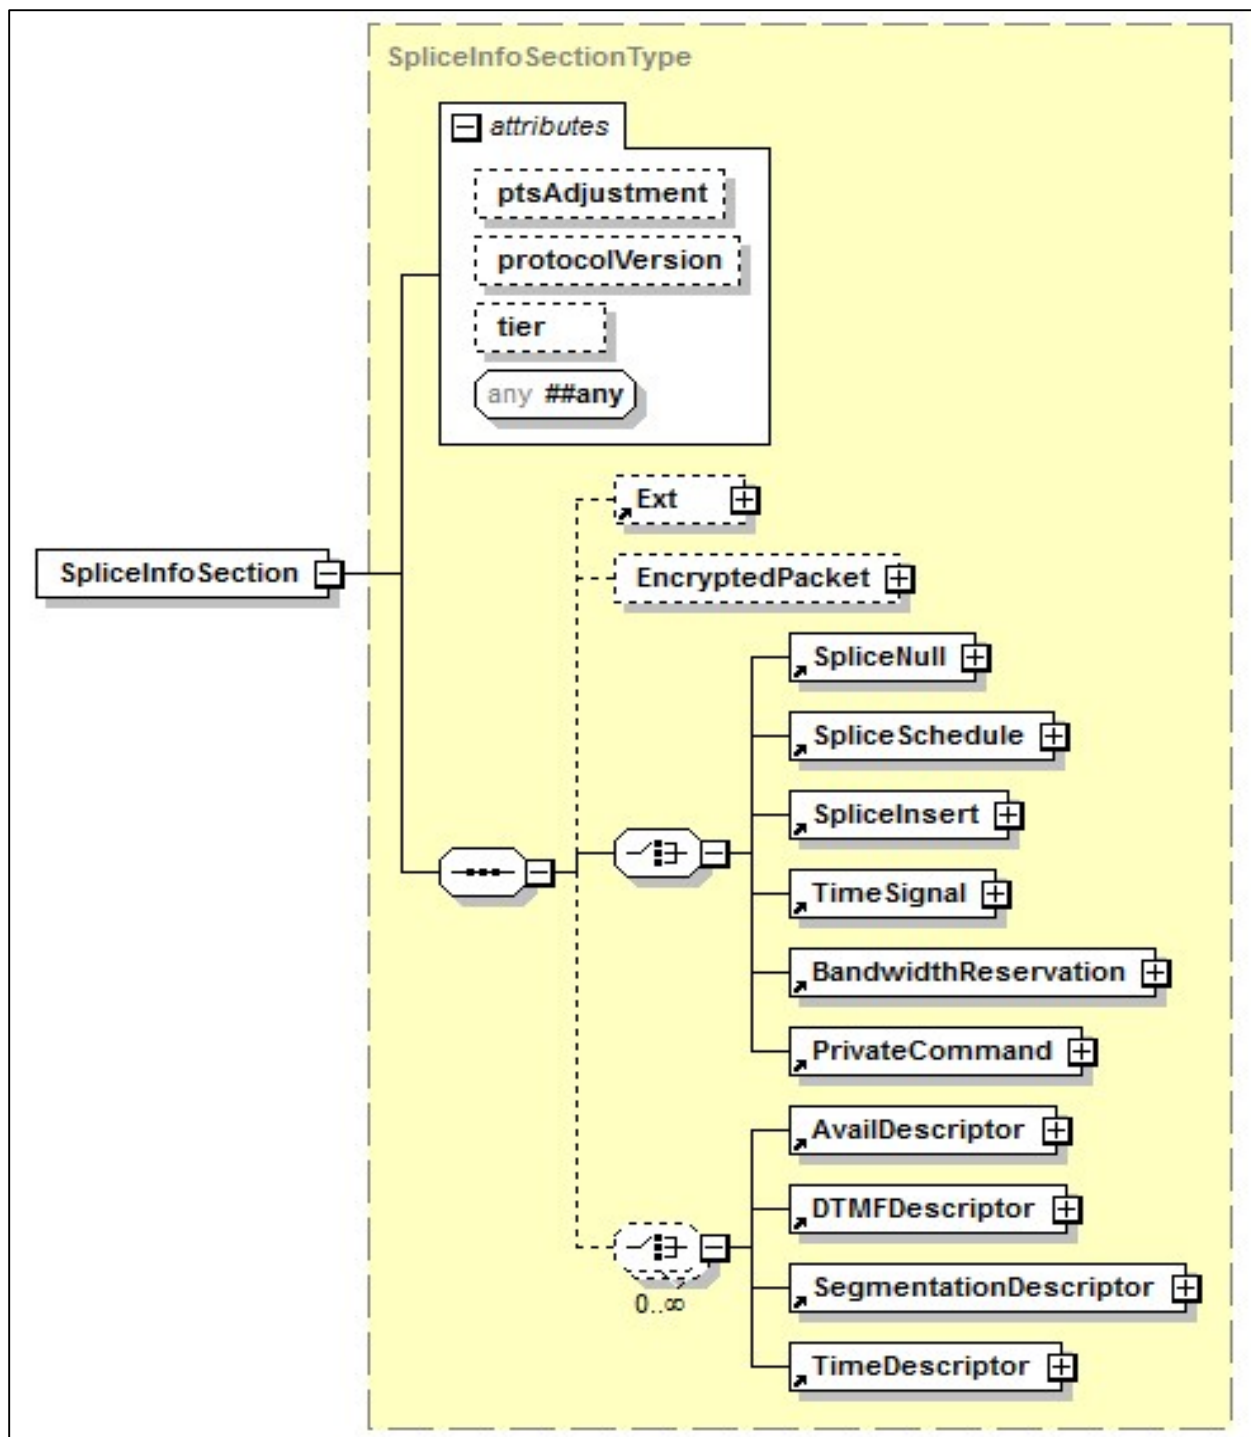 SpliceInfoSectionType
attributes
ptsAdjustment
protocolVersion
tier
any ##any
Ext
SpliceInfoSection
EncryptedPacket
SpliceNull
SpliceSchedule
SpliceInsert
TimeSignal
BandwidthReservation
PrivateCommand
AvailDescriptor
DTMFDescriptor
SegmentationDescriptor
0..∞
TimeDescriptor